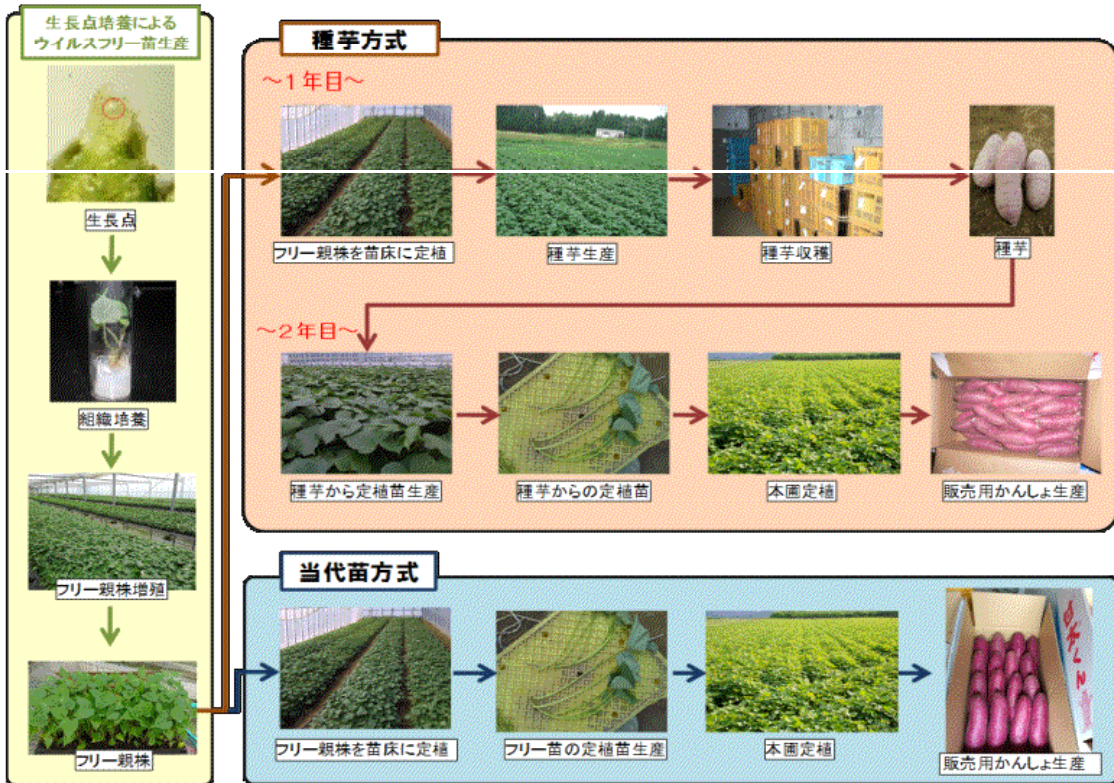 生長点培養による
ウイルスフリー苗生産
生長点
組織培養
フリー親株増殖
フリー親株
種芋方式
～1年目～
フリー親株を苗床に定植
種芋生産
種芋収穫
種芋
～2年目～
種芋から定植苗生産
種芋からの定植苗
本圃定植
販売用かんしょ生産
当代苗方式
フリー親株を苗床に定植
フリー苗の定植苗生産
本圃定植
販売用かんしょ生産